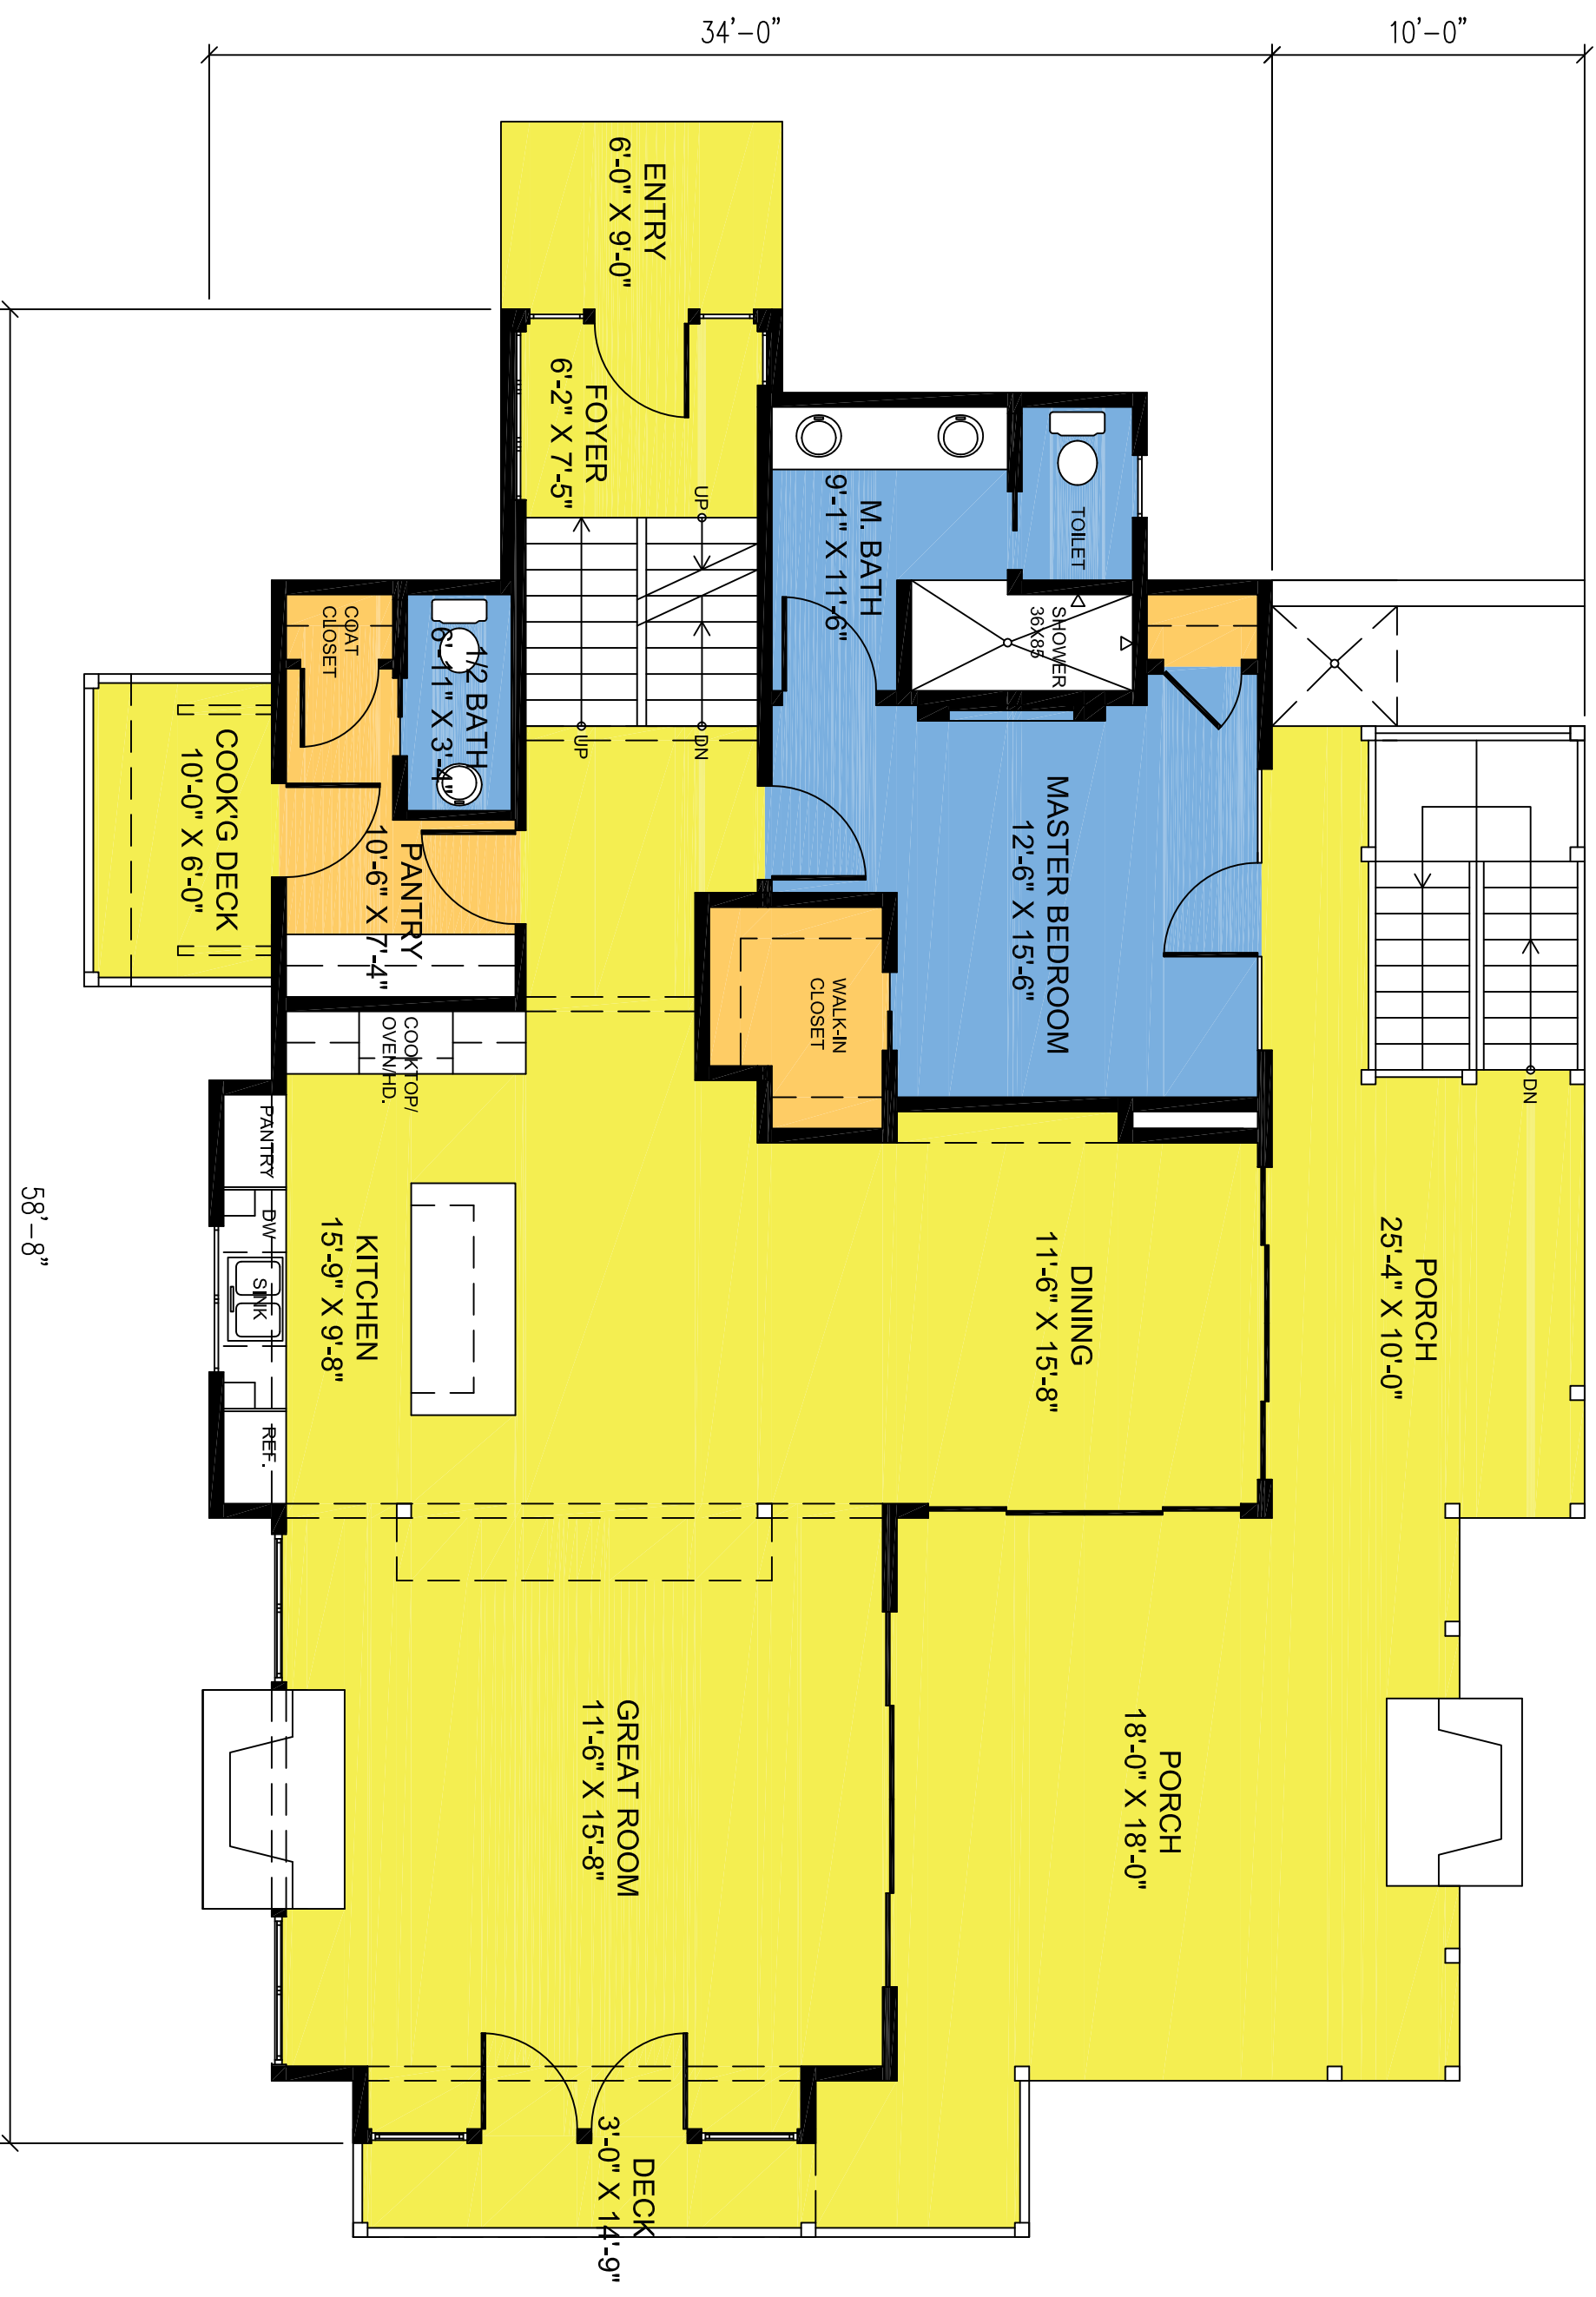 34'-0"
10'-0"
58'-8"
ENTRY
6'-0" X 9'-0"
FOYER
6'-2" X 7'-5"
UP
UP
DN
M. BATH
9'-1" X 11'-6"
TOILET
SHOWER
36X85
COAT
CLOSET
1/2 BATH
6'-11" X 3'-4"
COOK'G DECK
10'-0" X 6'-0"
PANTRY
10'-6" X 7'-4"
MASTER BEDROOM
12'-6" X 15'-6"
WALK-IN
CLOSET
DN
COOKTOP/
OVEN/HD.
PANTRY
DW
SINK
REF.
KITCHEN
15'-9" X 9'-8"
DINING
11'-6" X 15'-8"
PORCH
25'-4" X 10'-0"
GREAT ROOM
11'-6" X 15'-8"
PORCH
18'-0" X 18'-0"
DECK
3'-0" X 14'-9"